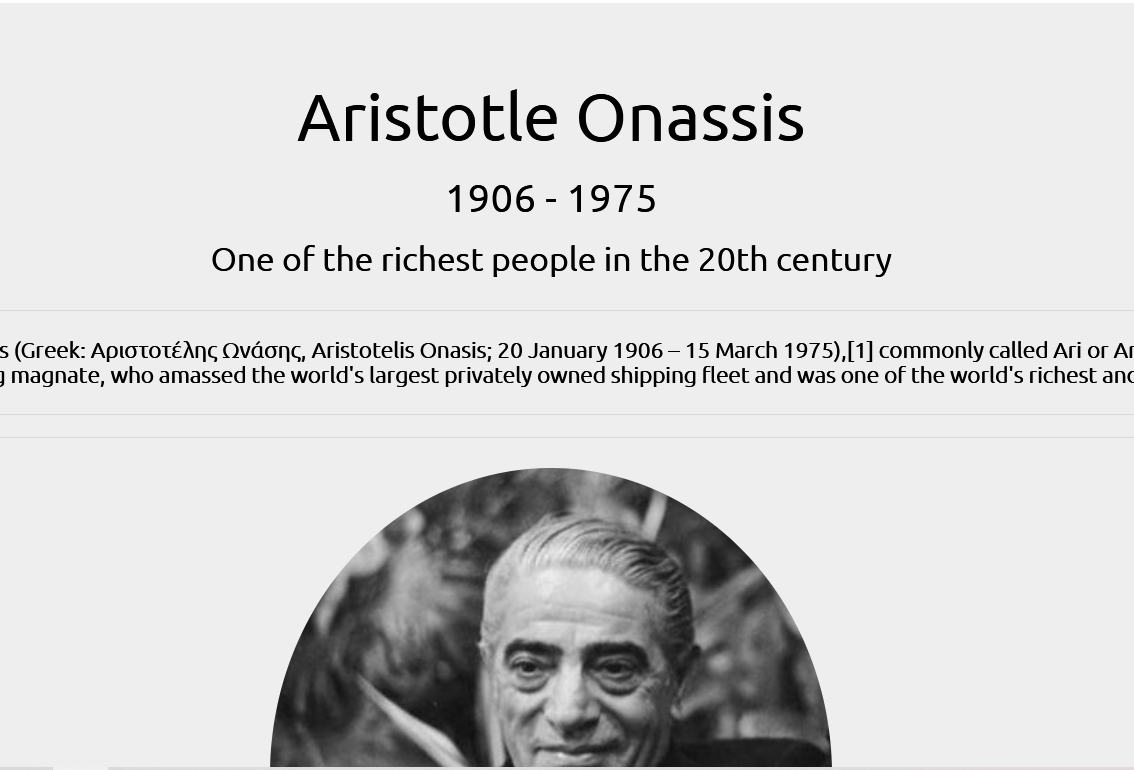 Aristotle Onassis
1906 - 1975
One of the richest people in the 20th century
s (Greek: Αριστοτέλης Ωνάσης, Aristotelis Onasis; 20 January 1906 – 15 March 1975),[1] commonly called Ari or Ar
g magnate, who amassed the world's largest privately owned shipping fleet and was one of the world's richest and